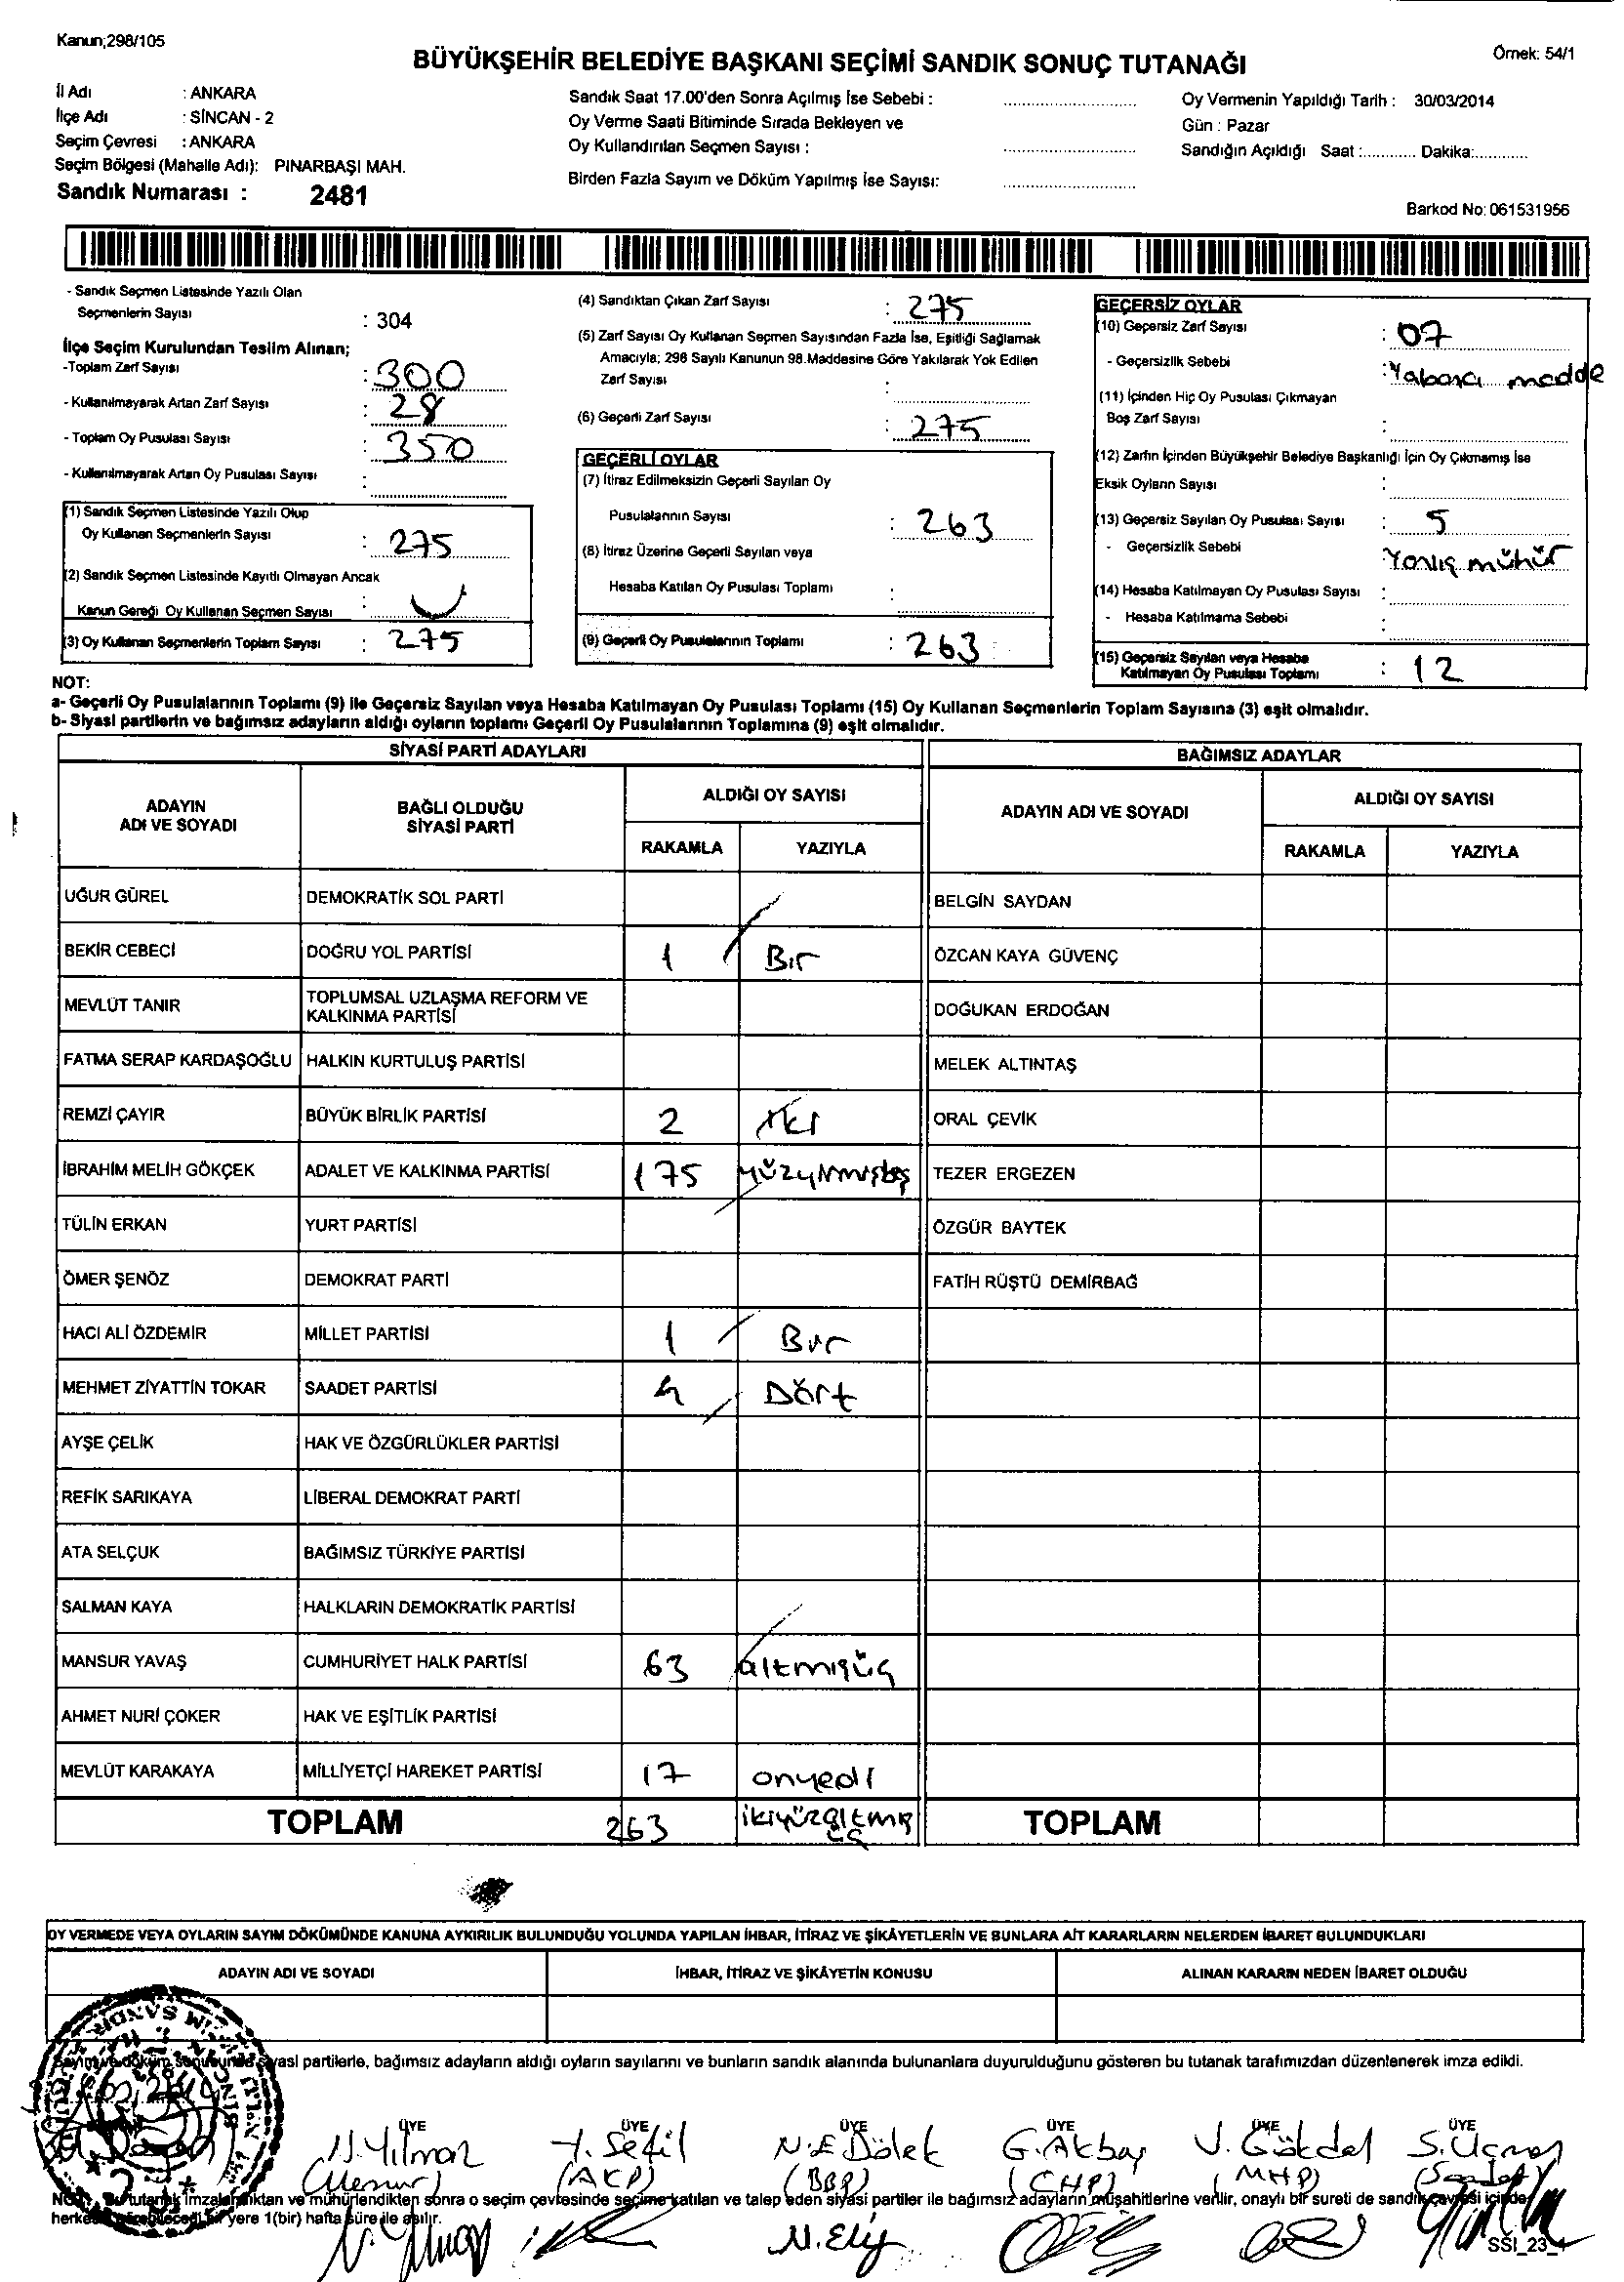 Kanun;298/105
Örnek: 54/1
BÜYÜKŞEHİR BELEDİYE BAŞKANI SEÇİMİ SANDIK SONUÇ TUTANAĞI
İl Adı : ANKARA
İlçe Adı : SİNCAN - 2
Seçim Çevresi : ANKARA
Seçim Bölgesi (Mahalle Adı): PINARBAŞI MAH.
Sandık Numarası : 2481
Sandık Saat 17.00'den Sonra Açılmış İse Sebebi :
Oy Verme Saati Bitiminde Sırada Bekleyen ve
Oy Kullandırılan Seçmen Sayısı :
Birden Fazla Sayım ve Döküm Yapılmış İse Sayısı:
Oy Vermenin Yapıldığı Tarih : 30/03/2014
Gün : Pazar
Sandığın Açıldığı Saat :........... Dakika:...........
Barkod No: 061531956
- Sandık Seçmen Listesinde Yazılı Olan
Seçmenlerin Sayısı : 304
İlçe Seçim Kurulundan Teslim Alınan;
-Toplam Zarf Sayısı : 300
- Kullanılmayarak Artan Zarf Sayısı : 28
- Toplam Oy Pusulası Sayısı : 350
- Kullanılmayarak Artan Oy Pusulası Sayısı :
(1) Sandık Seçmen Listesinde Yazılı Olup
Oy Kullanan Seçmenlerin Sayısı : 275
(2) Sandık Seçmen Listesinde Kayıtlı Olmayan Ancak
Kanun Gereği Oy Kullanan Seçmen Sayısı :
(3) Oy Kullanan Seçmenlerin Toplam Sayısı : 275
(4) Sandıktan Çıkan Zarf Sayısı : 275
(5) Zarf Sayısı Oy Kullanan Seçmen Sayısından Fazla İse, Eşitliği Sağlamak
Amacıyla; 298 Sayılı Kanunun 98.Maddesine Göre Yakılarak Yok Edilen
Zarf Sayısı :
(6) Geçerli Zarf Sayısı : 275
GEÇERLİ OYLAR
(7) İtiraz Edilmeksizin Geçerli Sayılan Oy
Pusulalarının Sayısı : 263
(8) İtiraz Üzerine Geçerli Sayılan veya
Hesaba Katılan Oy Pusulası Toplamı :
(9) Geçerli Oy Pusulalarının Toplamı : 263
GEÇERSİZ OYLAR
(10) Geçersiz Zarf Sayısı : 07
- Geçersizlik Sebebi : Yabancı madde
(11) İçinden Hiç Oy Pusulası Çıkmayan
Boş Zarf Sayısı :
(12) Zarfın İçinden Büyükşehir Belediye Başkanlığı İçin Oy Çıkmamış İse
Eksik Oyların Sayısı :
(13) Geçersiz Sayılan Oy Pusulası Sayısı : 5
- Geçersizlik Sebebi Yanlış mühür
(14) Hesaba Katılmayan Oy Pusulası Sayısı :
- Hesaba Katılmama Sebebi :
(15) Geçersiz Sayılan veya Hesaba
Katılmayan Oy Pusulası Toplamı : 12
NOT:
a- Geçerli Oy Pusulalarının Toplamı (9) ile Geçersiz Sayılan veya Hesaba Katılmayan Oy Pusulası Toplamı (15) Oy Kullanan Seçmenlerin Toplam Sayısına (3) eşit olmalıdır.
b- Siyasi partilerin ve bağımsız adayların aldığı oyların toplamı Geçerli Oy Pusulalarının Toplamına (9) eşit olmalıdır.
SİYASİ PARTİ ADAYLARI
BAĞIMSIZ ADAYLAR
ADAYIN
ADI VE SOYADI
BAĞLI OLDUĞU
SİYASİ PARTİ
ALDIĞI OY SAYISI
RAKAMLA YAZIYLA
ADAYIN ADI VE SOYADI
ALDIĞI OY SAYISI
RAKAMLA YAZIYLA
UĞUR GÜREL DEMOKRATİK SOL PARTİ BELGİN SAYDAN
BEKİR CEBECİ DOĞRU YOL PARTİSİ 1 Bir ÖZCAN KAYA GÜVENÇ
MEVLÜT TANIR TOPLUMSAL UZLAŞMA REFORM VE
KALKINMA PARTİSİ DOĞUKAN ERDOĞAN
FATMA SERAP KARDAŞOĞLU HALKIN KURTULUŞ PARTİSİ MELEK ALTINTAŞ
REMZİ ÇAYIR BÜYÜK BİRLİK PARTİSİ 2 İki ORAL ÇEVİK
İBRAHİM MELİH GÖKÇEK ADALET VE KALKINMA PARTİSİ 175 yüzyetmişbeş TEZER ERGEZEN
TÜLİN ERKAN YURT PARTİSİ ÖZGÜR BAYTEK
ÖMER ŞENÖZ DEMOKRAT PARTİ FATİH RÜŞTÜ DEMİRBAĞ
HACI ALİ ÖZDEMİR MİLLET PARTİSİ 1 Bir
MEHMET ZİYATTİN TOKAR SAADET PARTİSİ 4 Dört
AYŞE ÇELİK HAK VE ÖZGÜRLÜKLER PARTİSİ
REFİK SARIKAYA LİBERAL DEMOKRAT PARTİ
ATA SELÇUK BAĞIMSIZ TÜRKİYE PARTİSİ
SALMAN KAYA HALKLARIN DEMOKRATİK PARTİSİ
MANSUR YAVAŞ CUMHURİYET HALK PARTİSİ 63 altmışüç
AHMET NURİ ÇOKER HAK VE EŞİTLİK PARTİSİ
MEVLÜT KARAKAYA MİLLİYETÇİ HAREKET PARTİSİ 17 onyedi
TOPLAM 263 ikiyüzaltmış
üç
TOPLAM
OY VERMEDE VEYA OYLARIN SAYIM DÖKÜMÜNDE KANUNA AYKIRILIK BULUNDUĞU YOLUNDA YAPILAN İHBAR, İTİRAZ VE ŞİKÂYETLERİN VE BUNLARA AİT KARARLARIN NELERDEN İBARET BULUNDUKLARI
ADAYIN ADI VE SOYADI İHBAR, İTİRAZ VE ŞİKÂYETİN KONUSU ALINAN KARARIN NEDEN İBARET OLDUĞU
Sayım ve döküm sonucunda siyasi partilerle, bağımsız adayların aldığı oyların sayılarını ve bunların sandık alanında bulunanlara duyurulduğunu gösteren bu tutanak tarafımızdan düzenlenerek imza edildi.
ÜYE ÜYE ÜYE ÜYE ÜYE ÜYE
N.Yılmaz Y. Sefil N.E Dölek G.Akbaş V. Gökdal S.Uçmaz
(Memur) (AKP) (BBP) (CHP) (MHP) (Saadet)
NOT: Bu tutanak imzalandıktan ve mühürlendikten sonra o seçim çevresinde seçime katılan ve talep eden siyasi partiler ile bağımsız adayların müşahitlerine verilir, onaylı bir sureti de sandık çevresi içinde
herkesin görebileceği bir yere 1(bir) hafta süre ile asılır.
N.Elif
SSI_23_1